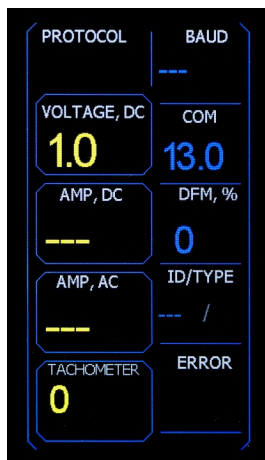 PROTOCOL
BAUD
---
VOLTAGE, DC
1.0
COM
13.0
AMP, DC
---
DFM, %
0
AMP, AC
---
ID/TYPE
--- /
TACHOMETER
0
ERROR